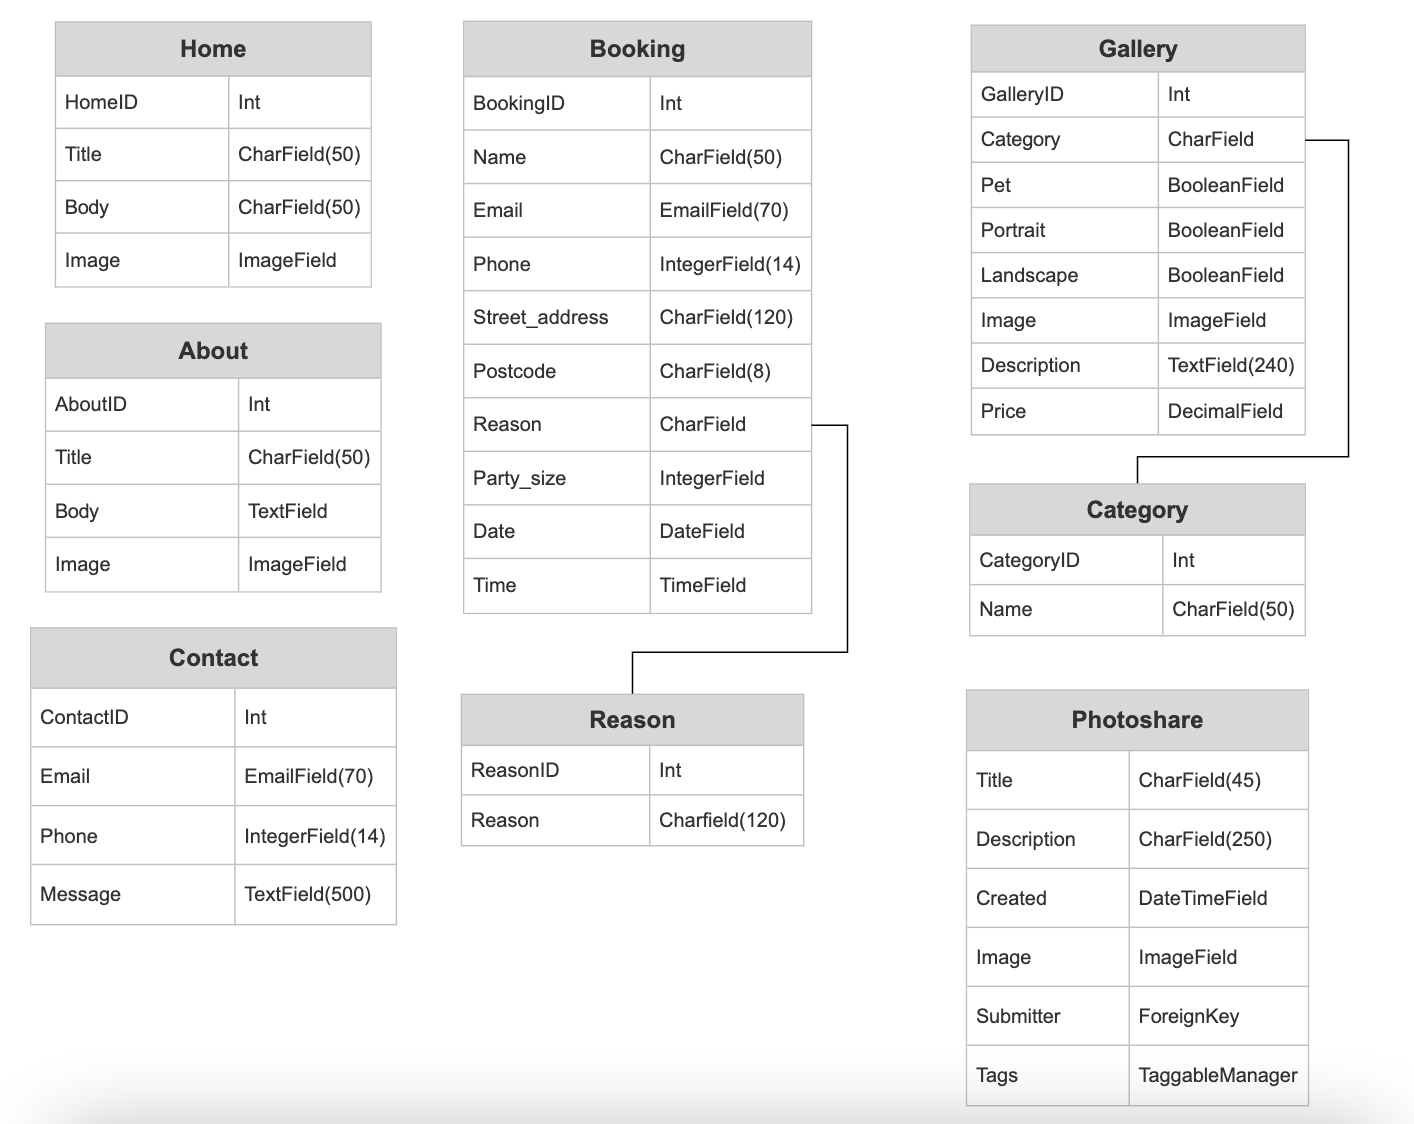 Home
HomeID Int
Title CharField(50)
Body CharField(50)
Image ImageField
About
AboutID Int
Title CharField(50)
Body TextField
Image ImageField
Contact
ContactID Int
Email EmailField(70)
Phone IntegerField(14)
Message TextField(500)
Booking
BookingID Int
Name CharField(50)
Email EmailField(70)
Phone IntegerField(14)
Street_address CharField(120)
Postcode CharField(8)
Reason CharField
Party_size IntegerField
Date DateField
Time TimeField
Reason
ReasonID Int
Reason Charfield(120)
Gallery
GalleryID Int
Category CharField
Pet BooleanField
Portrait BooleanField
Landscape BooleanField
Image ImageField
Description TextField(240)
Price DecimalField
Category
CategoryID Int
Name CharField(50)
Photoshare
Title CharField(45)
Description CharField(250)
Created DateTimeField
Image ImageField
Submitter ForeignKey
Tags TaggableManager